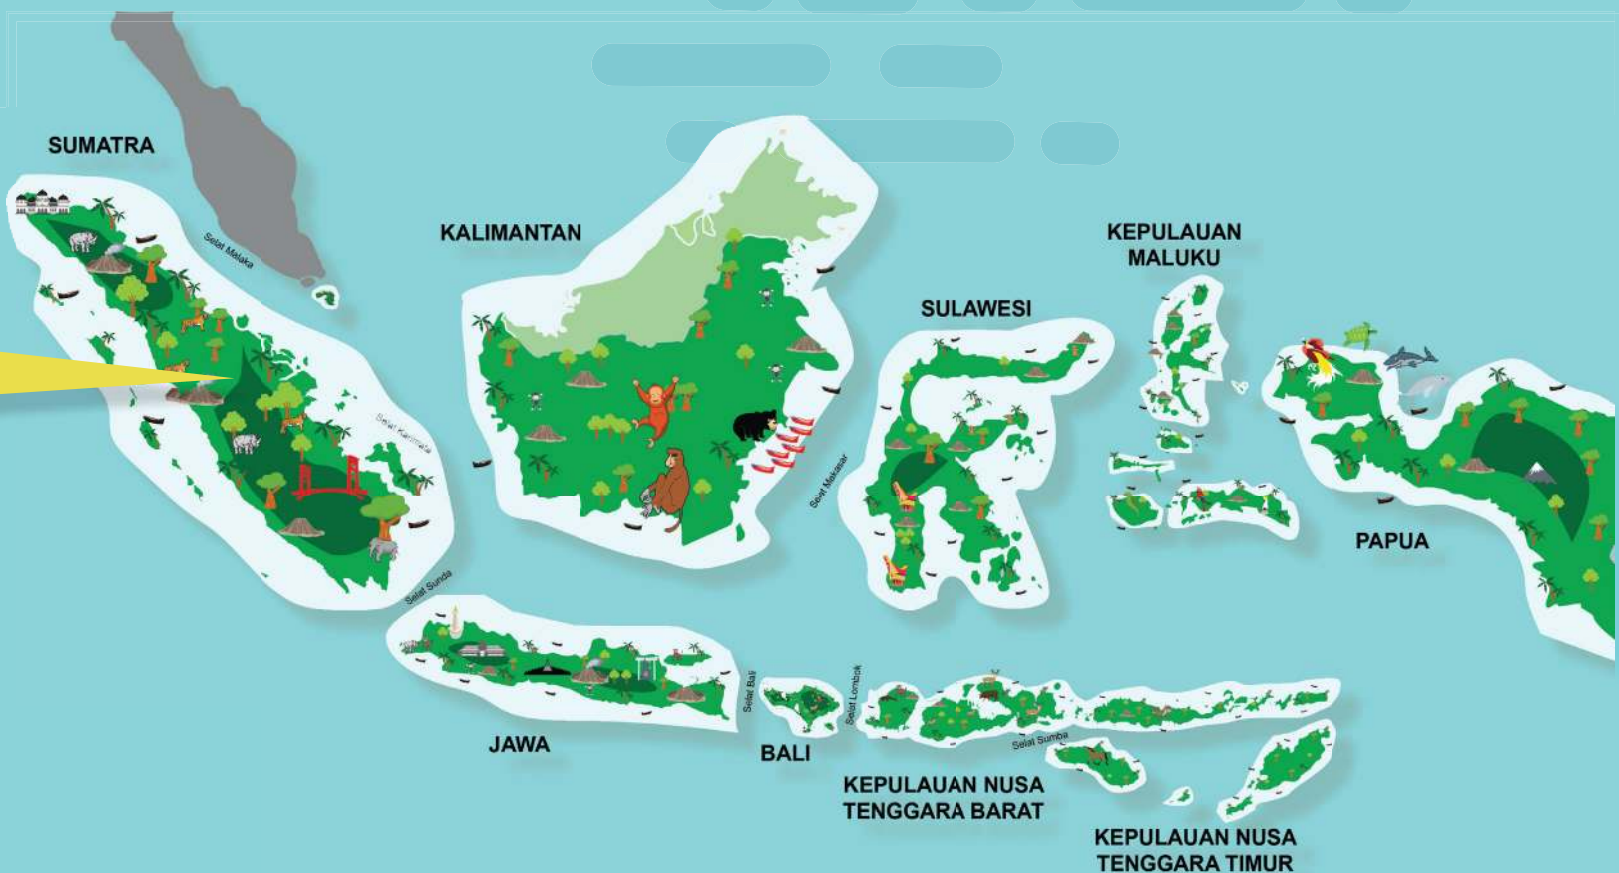 SUMATRA
Selat Malaka
KALIMANTAN
KEPULAUAN
MALUKU
SULAWESI
Selat Karimata
Selat Makasar
PAPUA
Selat Sunda
JAWA
Selat Bali
BALI
Selat Lombok
Selat Sumba
KEPULAUAN NUSA
TENGGARA BARAT
KEPULAUAN NUSA
TENGGARA TIMUR